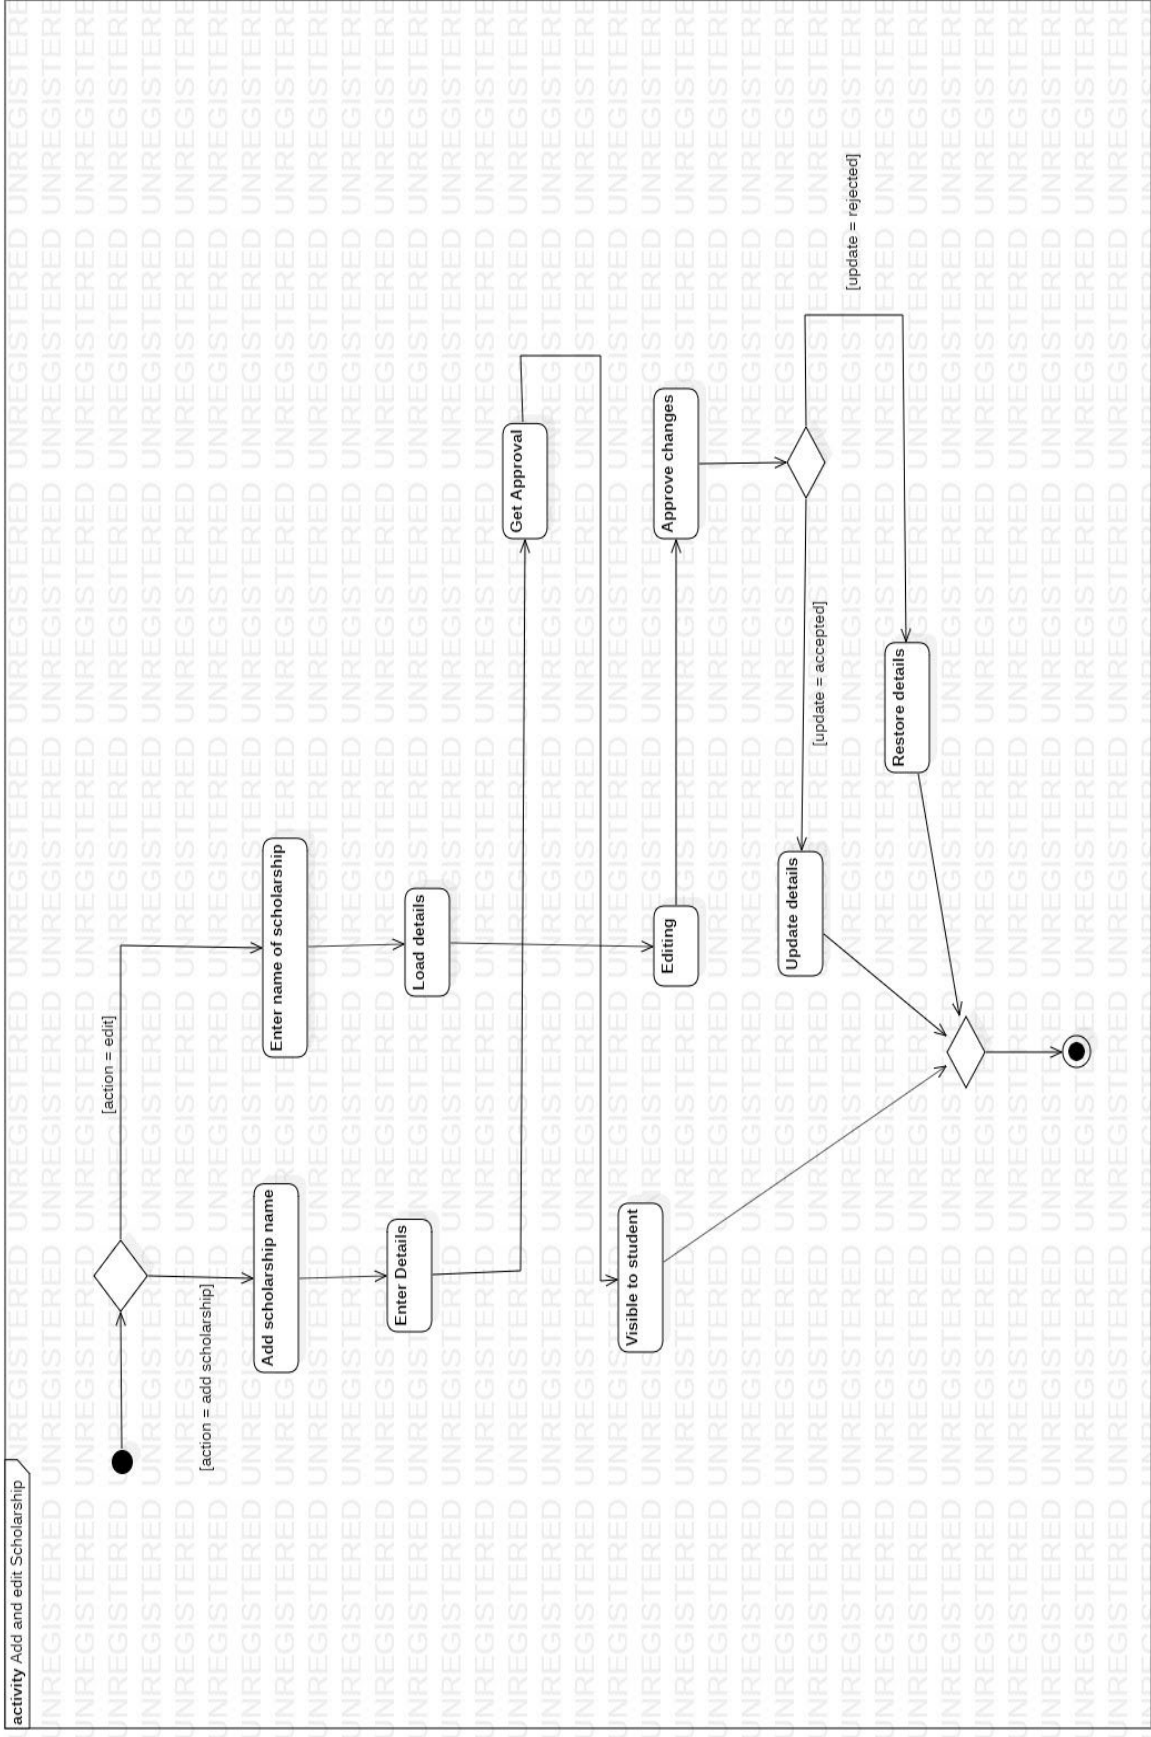 activity Add and edit Scholarship
[action = edit]
[action = add scholarship]
Add scholarship name
Enter name of scholarship
Enter Details
Load details
Get Approval
Visible to student
Editing
Approve changes
[update = accepted]
[update = rejected]
Update details
Restore details
UNREGISTERED